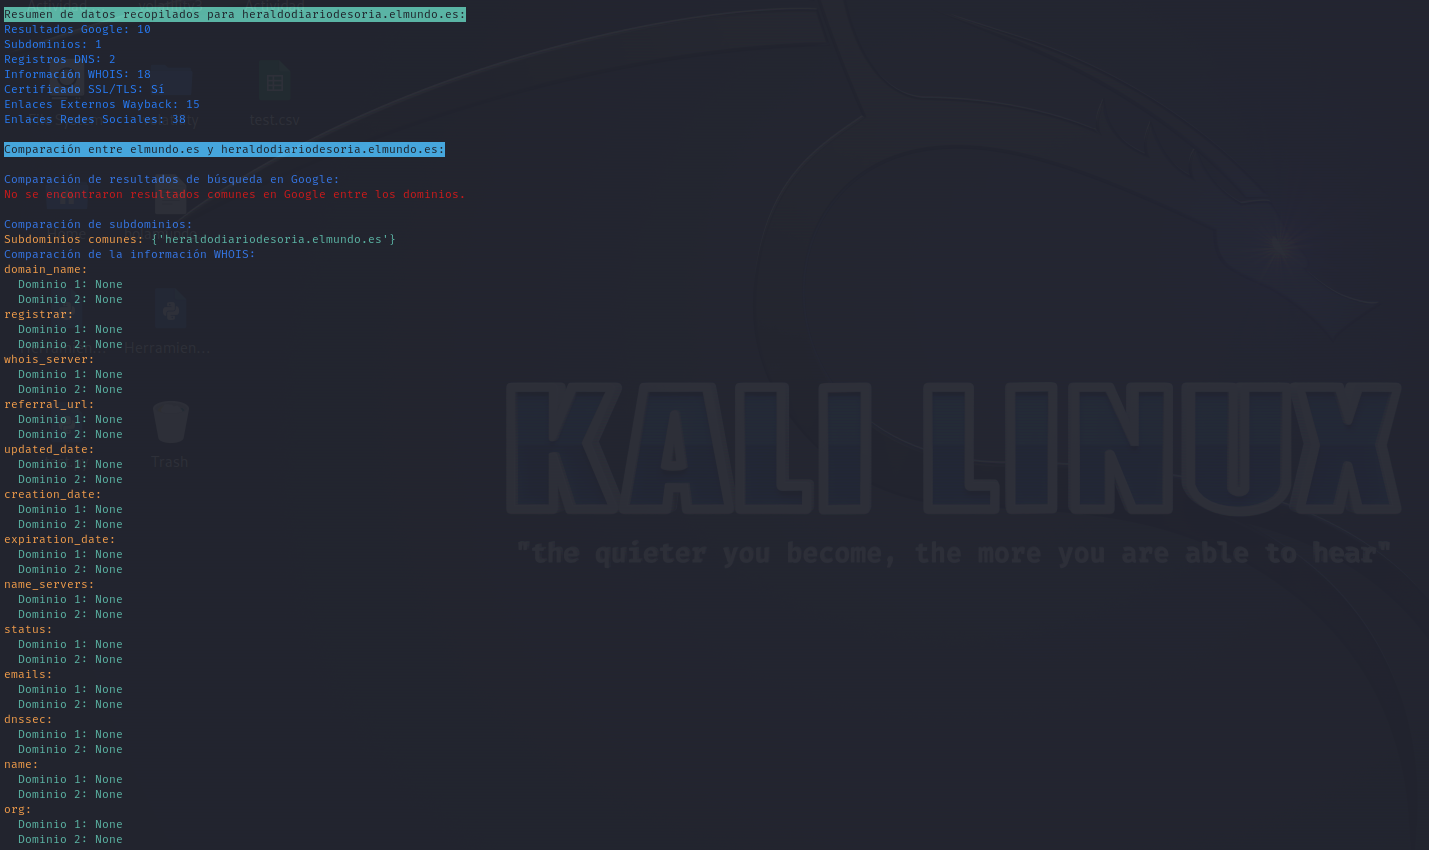 Resumen de datos recopilados para heraldodiariodesoria.elmundo.es:
Resultados Google: 10
Subdominios: 1
Registros DNS: 2
Información WHOIS: 18
Certificado SSL/TLS: Sí
Enlaces Externos Wayback: 15
Enlaces Redes Sociales: 38
test.csv
Comparación entre elmundo.es y heraldodiariodesoria.elmundo.es:
Comparación de resultados de búsqueda en Google:
No se encontraron resultados comunes en Google entre los dominios.
Comparación de subdominios:
Subdominios comunes: {'heraldodiariodesoria.elmundo.es'}
Comparación de la información WHOIS:
domain_name:
Dominio 1: None
Dominio 2: None
registrar:
Dominio 1: None
Dominio 2: None
Herramien...
whois_server:
Dominio 1: None
Dominio 2: None
referral_url:
Dominio 1: None
Dominio 2: None
updated_date:
Dominio 1: None
Trash
Dominio 2: None
creation_date:
Dominio 1: None
Dominio 2: None
expiration_date:
Dominio 1: None
Dominio 2: None
name_servers:
Dominio 1: None
Dominio 2: None
status:
Dominio 1: None
Dominio 2: None
emails:
Dominio 1: None
Dominio 2: None
dnssec:
Dominio 1: None
Dominio 2: None
name:
Dominio 1: None
Dominio 2: None
org:
Dominio 1: None
Dominio 2: None
KALI LINUX
"the quieter you become, the more you are able to hear"